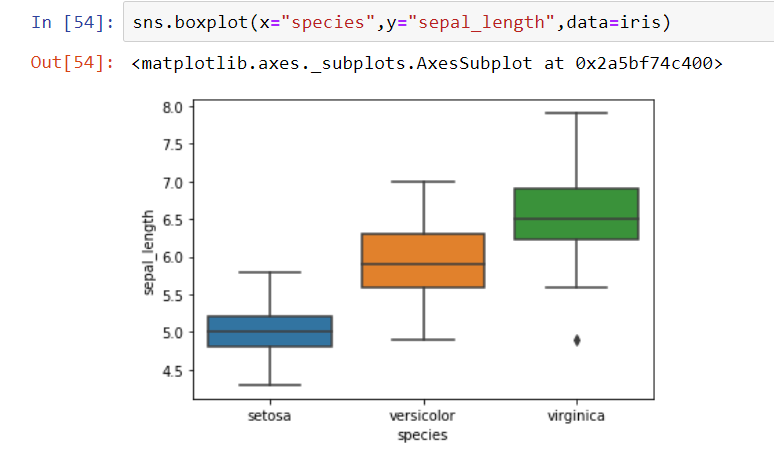 In [54]: sns.boxplot(x="species",y="sepal_length",data=iris)
Out[54]: <matplotlib.axes._subplots.AxesSubplot at 0x2a5bf74c400>
8.0
7.5
7.0
6.5
6.0
5.5
5.0
4.5
sepal_length
setosa versicolor virginica
species